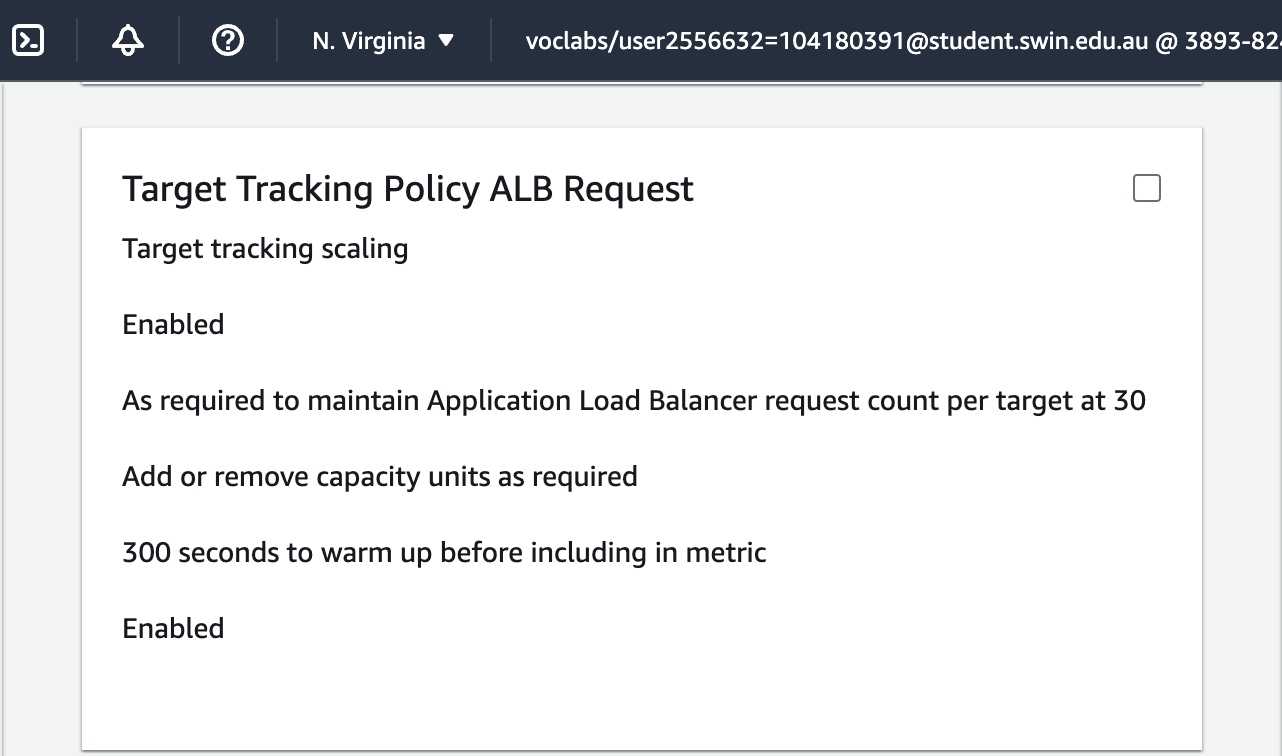 N. Virginia
voclabs/user2556632=104180391@student.swin.edu.au @ 3893-82
Target Tracking Policy ALB Request
Target tracking scaling
Enabled
As required to maintain Application Load Balancer request count per target at 30
Add or remove capacity units as required
300 seconds to warm up before including in metric
Enabled